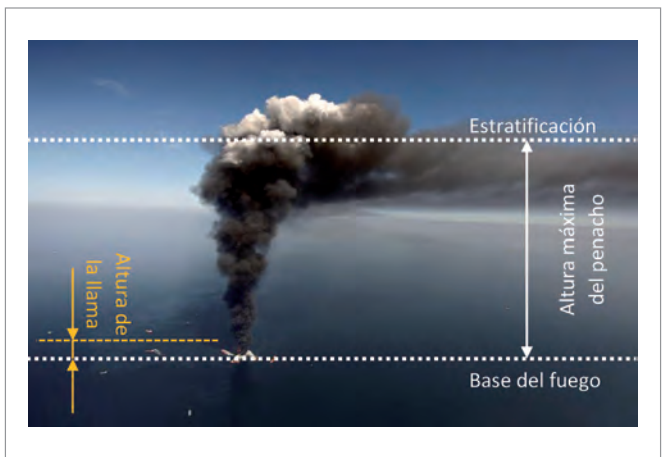 Estratificación
Altura máxima
del penacho
Altura de
la llama
Base del fuego